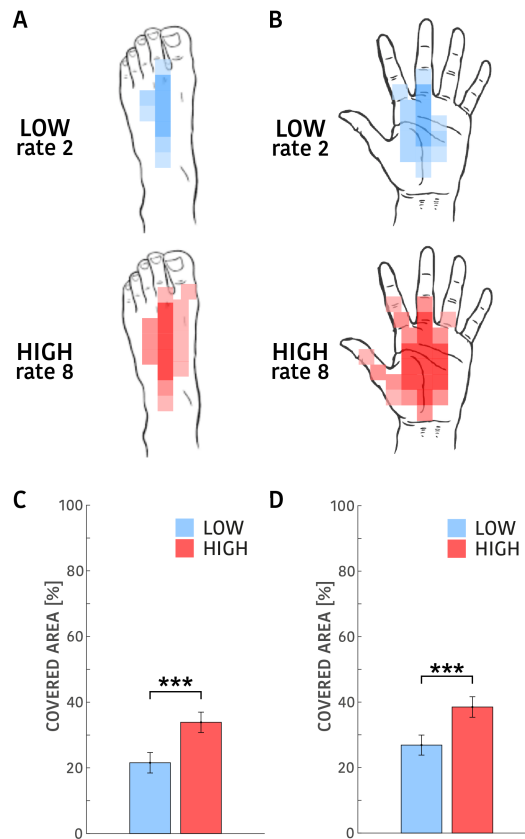 A
B
LOW
rate 2
LOW
rate 2
HIGH
rate 8
HIGH
rate 8
C
D
100
80
60
40
20
0
COVERED AREA [%]
LOW
HIGH
***
100
80
60
40
20
0
COVERED AREA [%]
LOW
HIGH
***